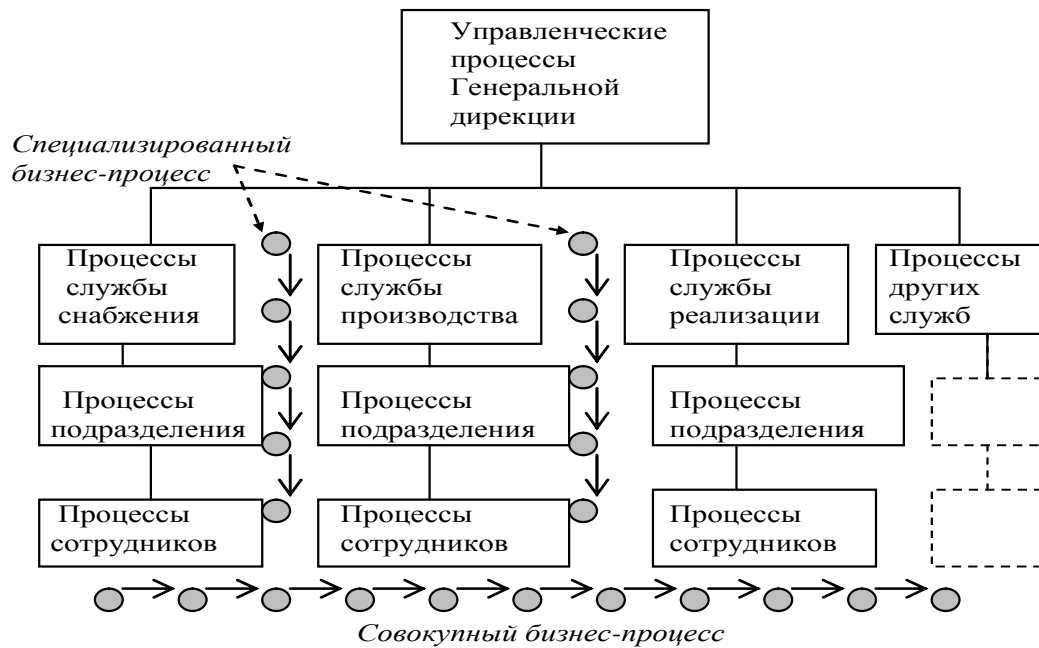 Управленческие
процессы
Генеральной
дирекции
Специализированный
бизнес-процесс
Процессы
службы
снабжения
Процессы
службы
производства
Процессы
службы
реализации
Процессы
других
служб
Процессы
подразделения
Процессы
подразделения
Процессы
подразделения
Процессы
сотрудников
Процессы
сотрудников
Процессы
сотрудников
Совокупный бизнес-процесс